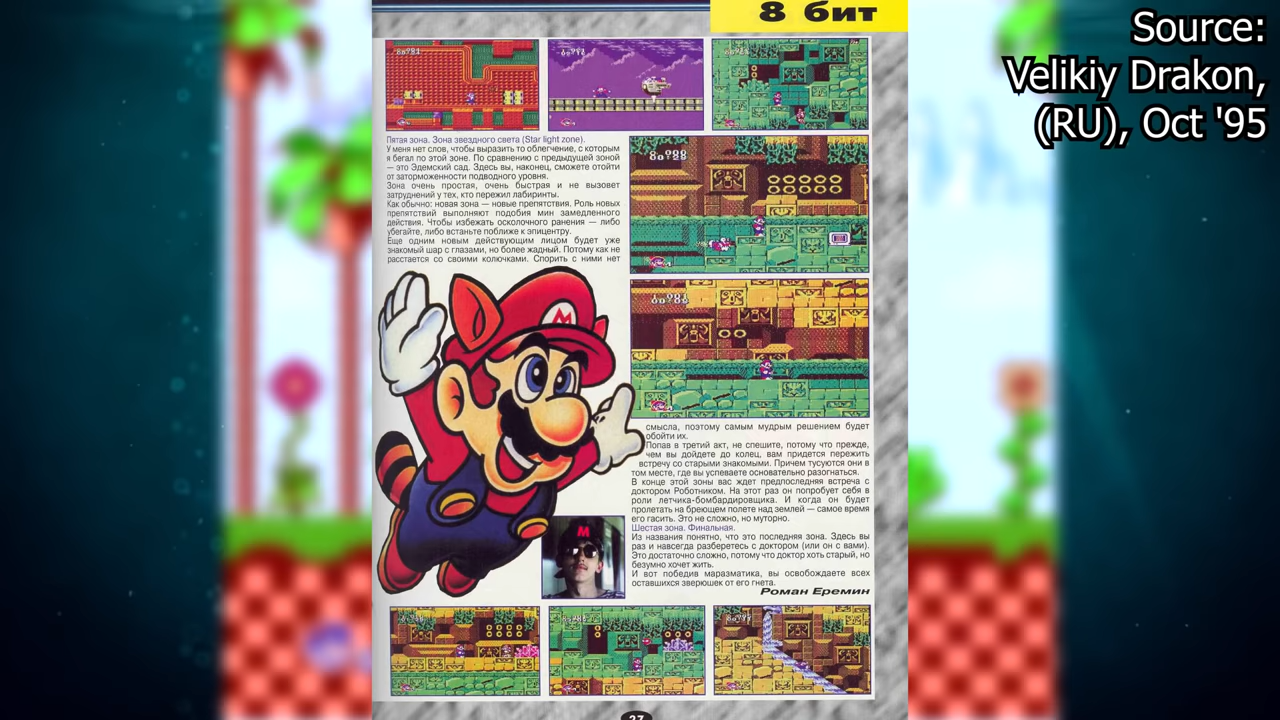 8 бит
Source:
Velikiy Drakon,
(RU), Oct '95
Пятая зона. Зона звездного света (Star light zone).
У меня нет слов, чтобы выразить то облегчение, с которым
я бегал по этой зоне. По сравнению с предыдущей зоной
— это Эдемский сад. Здесь вы, наконец, сможете отойти
от заторможенности подводного уровня.
Зона очень простая, очень быстрая и не вызовет
затруднений у тех, кто пережил лабиринты.
Как обычно: новая зона — новые препятствия. Роль новых
препятствий выполняют подобия мин замедленного
действия. Чтобы избежать осколочного ранения — либо
убегайте, либо встаньте поближе к эпицентру.
Еще одним новым действующим лицом будет уже
знакомый шар с глазами, но более жадный. Потому как не
расстается со своими колючками. Спорить с ними нет
смысла, поэтому самым мудрым решением будет
обойти их.
Попав в третий акт, не спешите, потому что прежде,
чем вы дойдете до колец, вам придется пережить
встречу со старыми знакомыми. Причем тусуются они в
том месте, где вы успеваете основательно разогнаться.
В конце этой зоны вас ждет предпоследняя встреча с
доктором Роботником. На этот раз он попробует себя в
роли летчика-бомбардировщика. И когда он будет
пролетать на бреющем полете над землей — самое время
его гасить. Это не сложно, но муторно.
Шестая зона. Финальная.
Из названия понятно, что это последняя зона. Здесь вы
раз и навсегда разберетесь с доктором (или он с вами).
Это достаточно сложно, потому что доктор хоть старый, но
безумно хочет жить.
И вот победив маразматика, вы освобождаете всех
оставшихся зверюшек от его гнета.
Роман Еремин
M
M
27